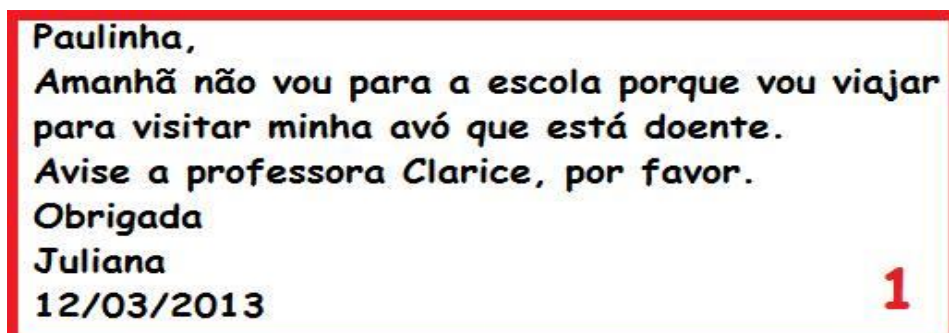 Paulinha,
Amanhã não vou para a escola porque vou viajar
para visitar minha avó que está doente.
Avise a professora Clarice, por favor.
Obrigada
Juliana
12/03/2013
1